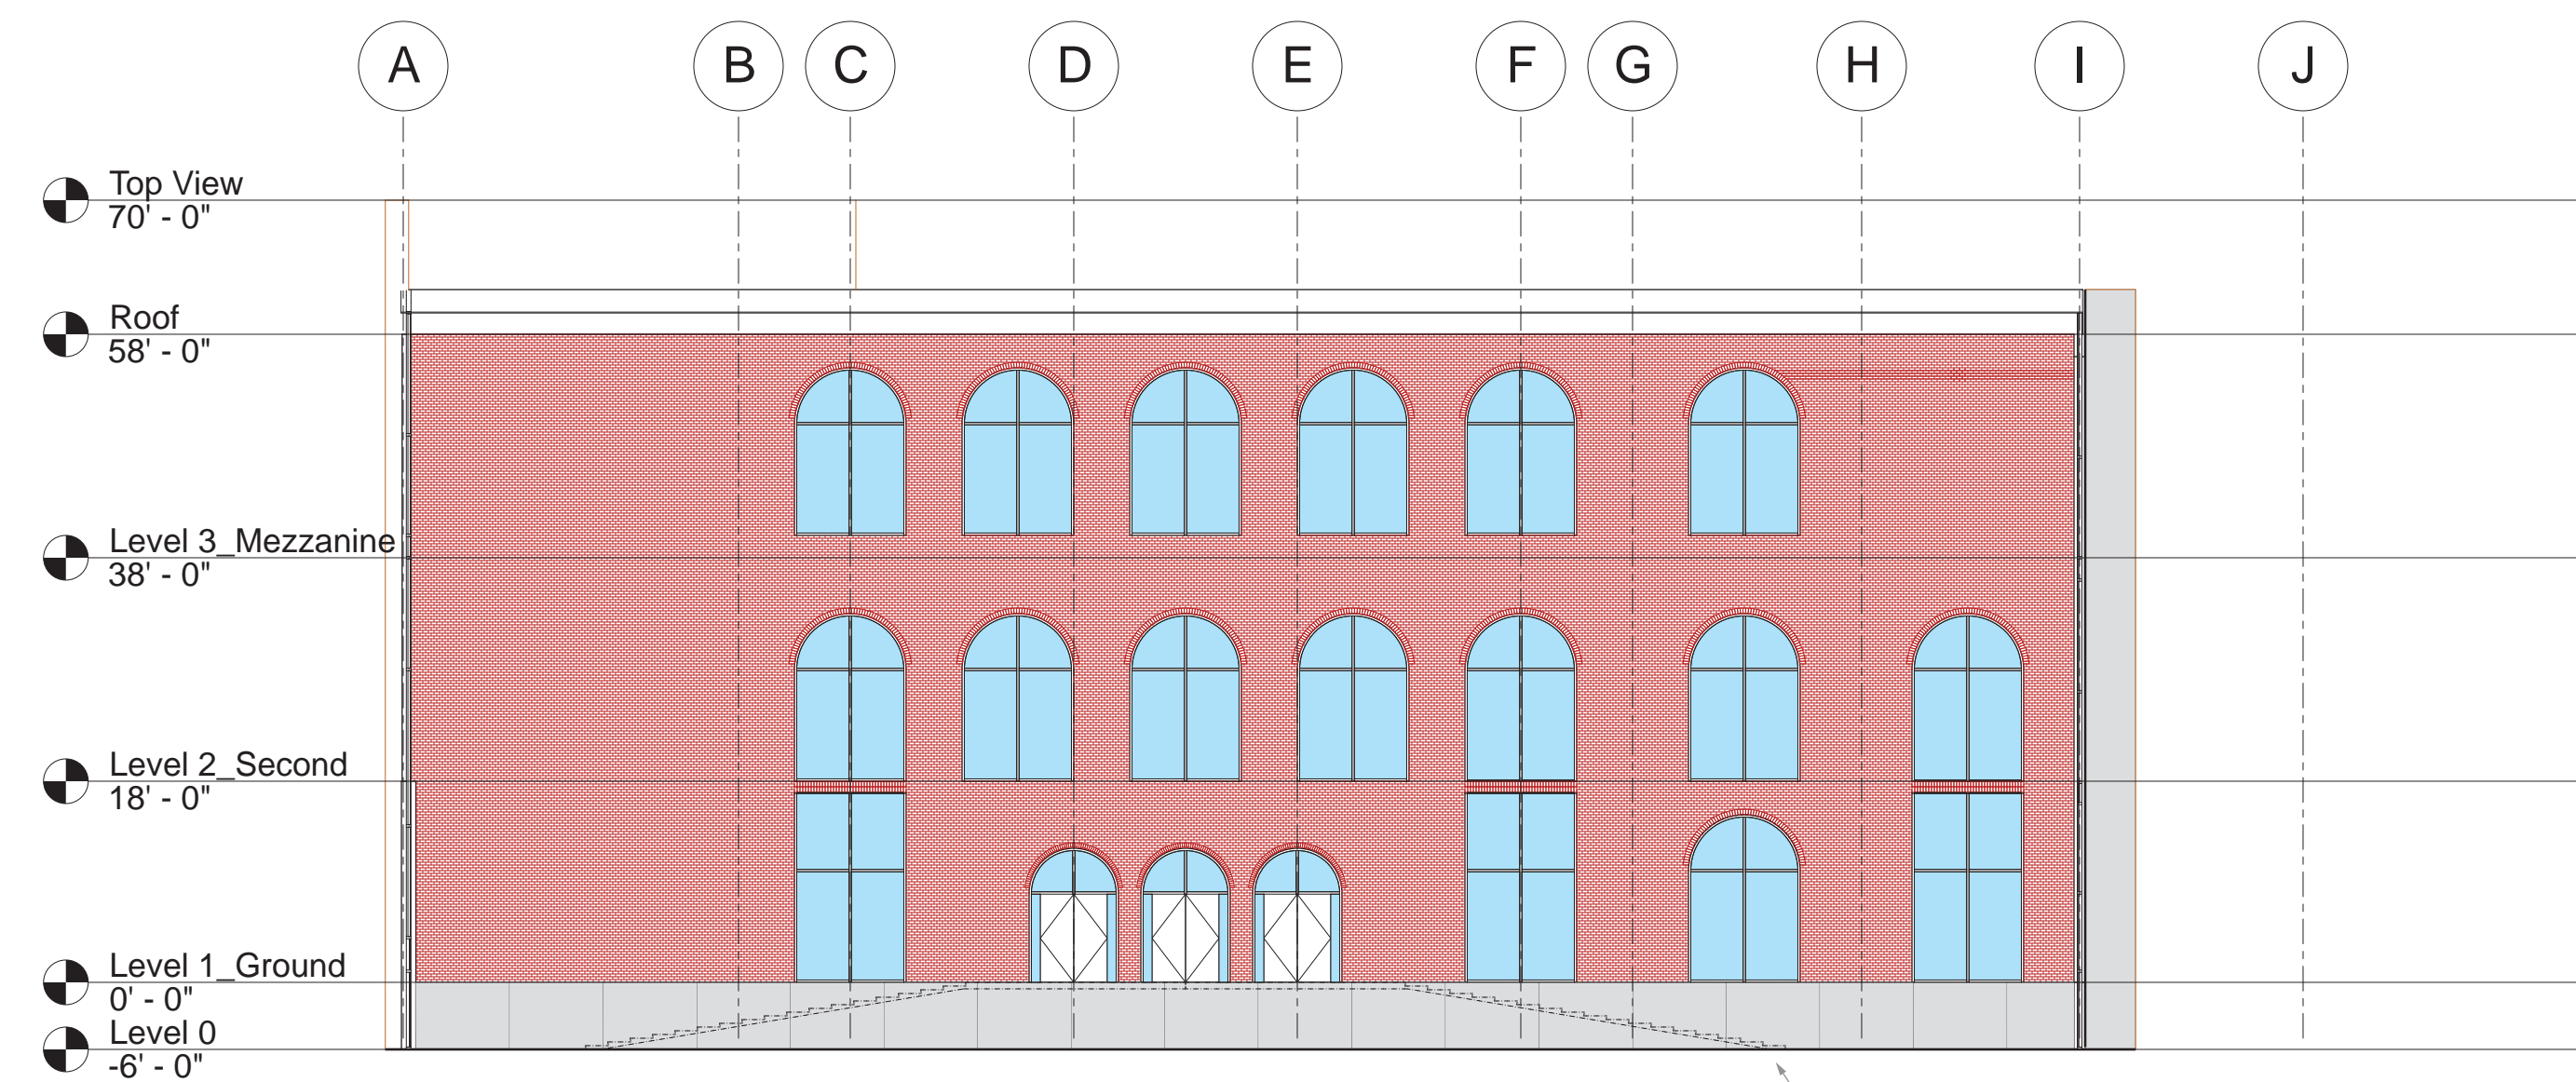 A B C D E F G H I J
Top View
70' - 0"
Roof
58' - 0"
Level 3_Mezzanine
38' - 0"
Level 2_Second
18' - 0"
Level 1_Ground
0' - 0"
Level 0
-6' - 0"